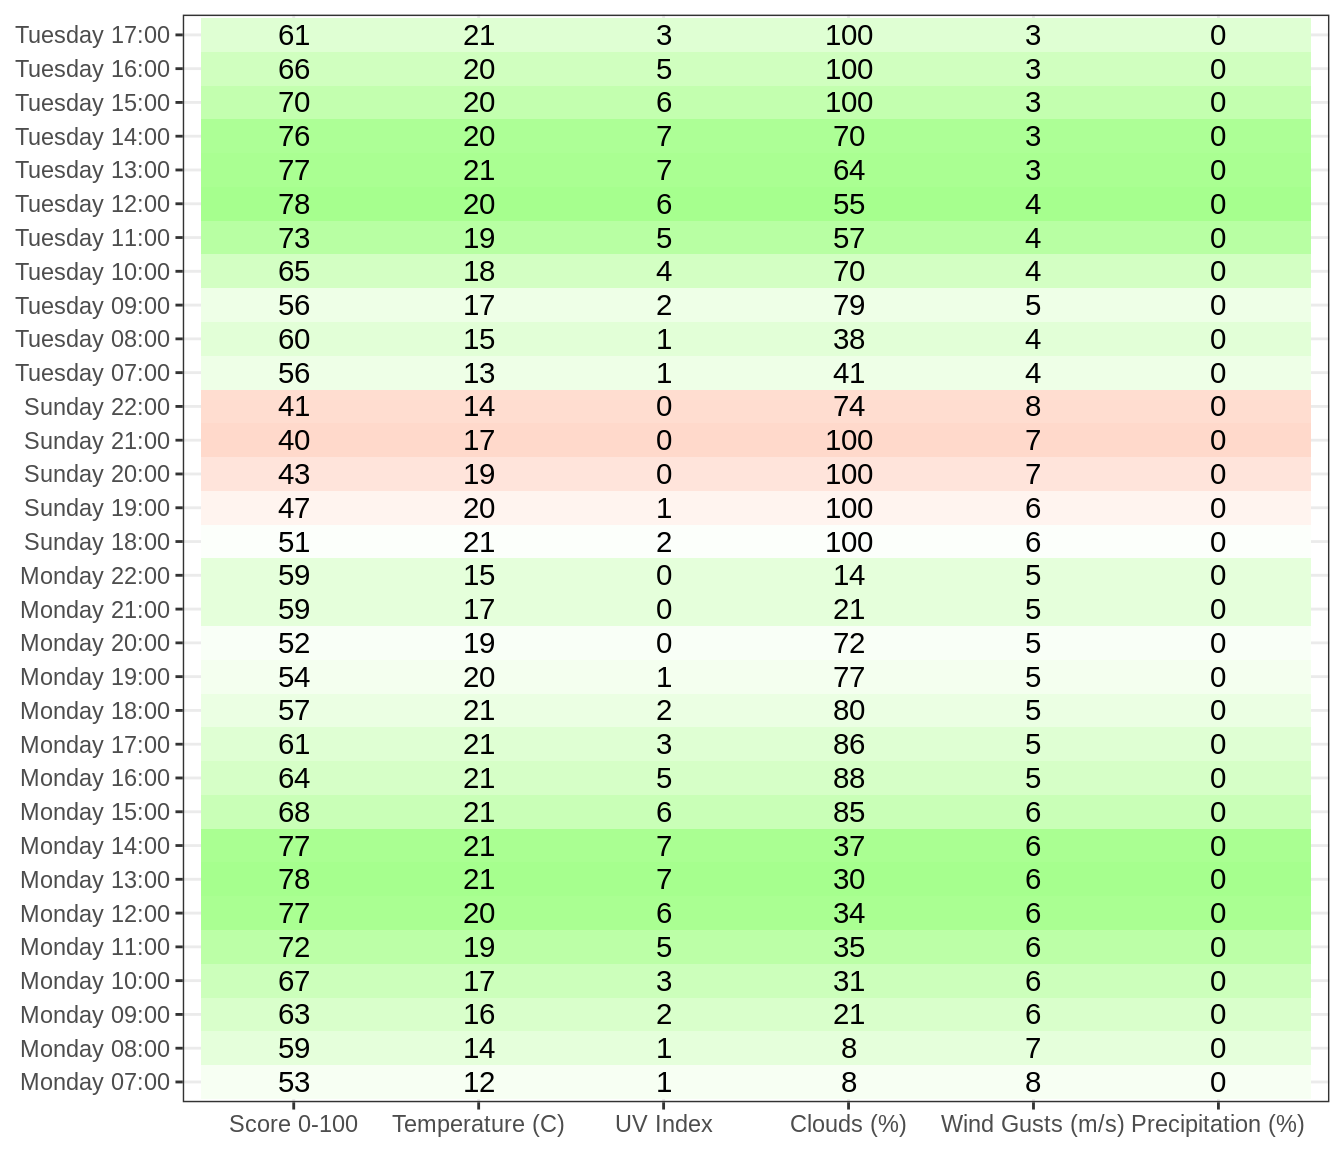 Tuesday 17:00 61 21 3 100 3 0
Tuesday 16:00 66 20 5 100 3 0
Tuesday 15:00 70 20 6 100 3 0
Tuesday 14:00 76 20 7 70 3 0
Tuesday 13:00 77 21 7 64 3 0
Tuesday 12:00 78 20 6 55 4 0
Tuesday 11:00 73 19 5 57 4 0
Tuesday 10:00 65 18 4 70 4 0
Tuesday 09:00 56 17 2 79 5 0
Tuesday 08:00 60 15 1 38 4 0
Tuesday 07:00 56 13 1 41 4 0
Sunday 22:00 41 14 0 74 8 0
Sunday 21:00 40 17 0 100 7 0
Sunday 20:00 43 19 0 100 7 0
Sunday 19:00 47 20 1 100 6 0
Sunday 18:00 51 21 2 100 6 0
Monday 22:00 59 15 0 14 5 0
Monday 21:00 59 17 0 21 5 0
Monday 20:00 52 19 0 72 5 0
Monday 19:00 54 20 1 77 5 0
Monday 18:00 57 21 2 80 5 0
Monday 17:00 61 21 3 86 5 0
Monday 16:00 64 21 5 88 5 0
Monday 15:00 68 21 6 85 6 0
Monday 14:00 77 21 7 37 6 0
Monday 13:00 78 21 7 30 6 0
Monday 12:00 77 20 6 34 6 0
Monday 11:00 72 19 5 35 6 0
Monday 10:00 67 17 3 31 6 0
Monday 09:00 63 16 2 21 6 0
Monday 08:00 59 14 1 8 7 0
Monday 07:00 53 12 1 8 8 0
Score 0-100 Temperature (C) UV Index Clouds (%) Wind Gusts (m/s) Precipitation (%)